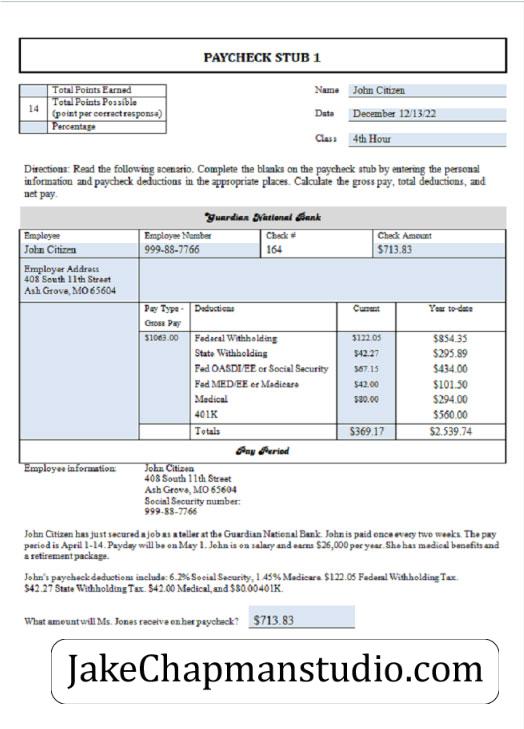 PAYCHECK STUB 1
Total Points Earned
14 Total Points Possible
(point per correct response)
Percentage
Name John Citizen
Date December 12/13/22
Class 4th Hour
Directions: Read the following scenario. Complete the blanks on the paycheck stub by entering the personal
information and paycheck deductions in the appropriate places. Calculate the gross pay, total deductions, and
net pay.
Guardian National Bank
Employee Employee Number Check # Check Amount
John Citizen 999-88-7766 164 $713.83
Employer Address
408 South 11th Street
Ash Grove, MO 65604
Pay Type - Deductions Current Year to-date
Gross Pay
$1063.00 Federal Withholding $122.05 $854.35
State Withholding $42.27 $295.89
Fed OASDI/EE or Social Security $67.15 $434.00
Fed MED/EE or Medicare $42.00 $101.50
Medical $80.00 $294.00
401K $560.00
Totals $369.17 $2.539.74
Pay Period
Employee information: John Citizen
408 South 11th Street
Ash Grove, MO 65604
Social Security number:
999-88-7766
John Citizen has just secured a job as a teller at the Guardian National Bank. John is paid once every two weeks. The pay
period is April 1-14. Payday will be on May 1. John is on salary and earns $26,000 per year. She has medical benefits and
a retirement package.
John's paycheck deductions include: 6.2% Social Security, 1.45% Medicare. $122.05 Federal Withholding Tax.
$42.27 State Withholding Tax. $42.00 Medical, and $80.00 401K.
What amount will Ms. Jones receive on her paycheck? $713.83
JakeChapmanstudio.com